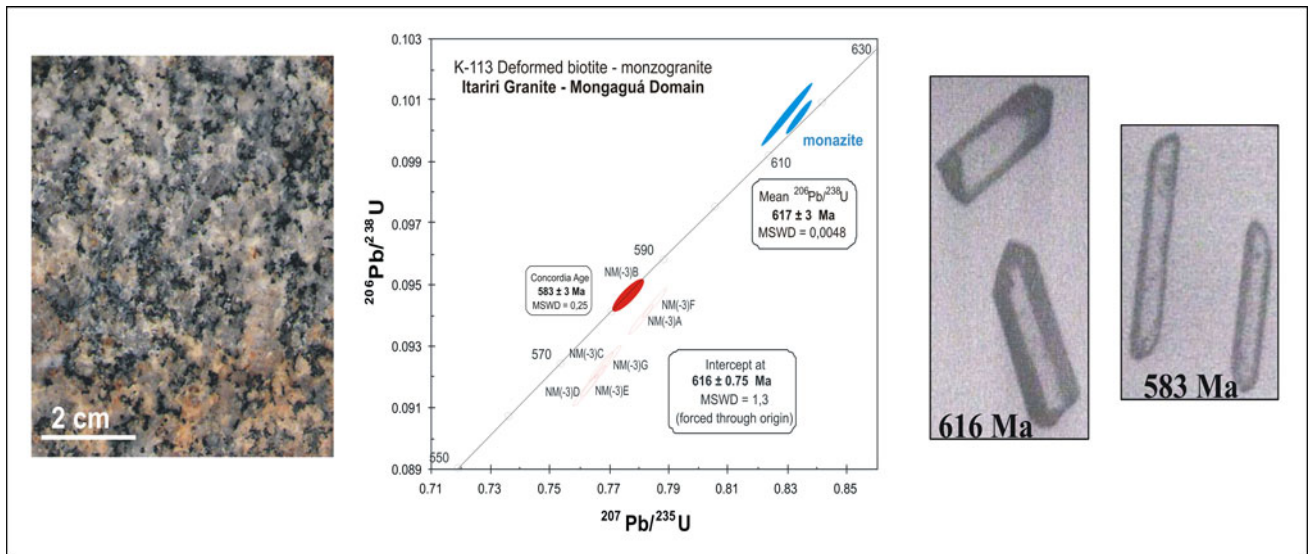 2 cm
K-113 Deformed biotite - monzogranite
Itariri Granite - Mongaguá Domain
206Pb/238U
0.103
0.101
0.099
0.097
0.095
0.093
0.091
0.089
630
monazite
610
Mean 206Pb/238U
617 ± 3 Ma
MSWD = 0,0048
590
NM(-3)B
Concordia Age
583 ± 3 Ma
MSWD = 0,25
NM(-3)F
NM(-3)A
570
NM(-3)C
NM(-3)G
NM(-3)D
NM(-3)E
Intercept at
616 ± 0.75 Ma
MSWD = 1,3
(forced through origin)
550
0.71
0.73
0.75
0.77
0.79
0.81
0.83
0.85
207Pb/235U
616 Ma
583 Ma